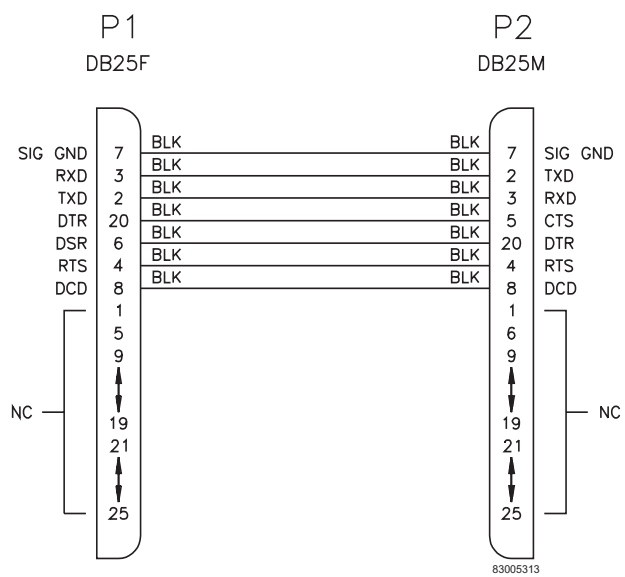 P1 P2
DB25F DB25M
BLK BLK
SIG GND 7 7 SIG GND
BLK BLK
RXD 3 2 TXD
BLK BLK
TXD 2 3 RXD
BLK BLK
DTR 20 5 CTS
BLK BLK
DSR 6 20 DTR
BLK BLK
RTS 4 4 RTS
BLK BLK
DCD 8 8 DCD
1 1
5 6
9 9
NC NC
19 19
21 21
25 25
83005313